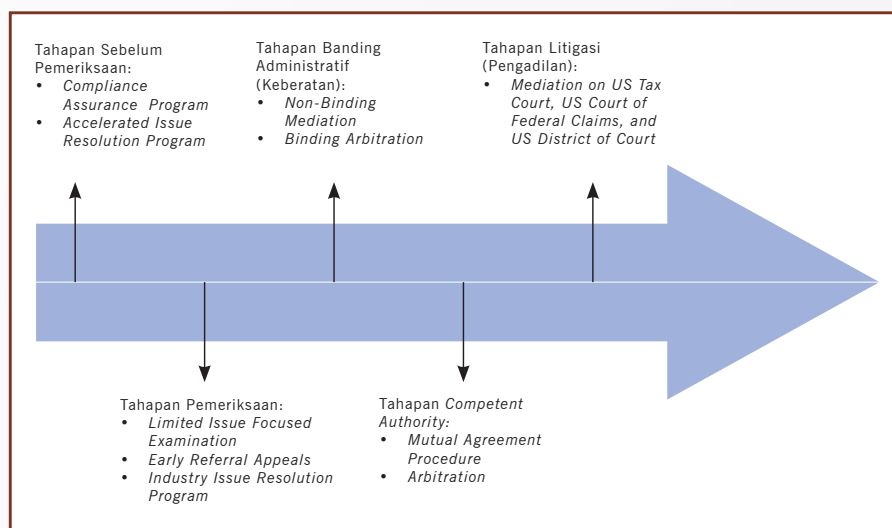 Tahapan Sebelum
Pemeriksaan:
• Compliance
Assurance Program
• Accelerated Issue
Resolution Program
Tahapan Banding
Administratif
(Keberatan):
• Non-Binding
Mediation
• Binding Arbitration
Tahapan Litigasi
(Pengadilan):
• Mediation on US Tax
Court, US Court of
Federal Claims, and
US District of Court
Tahapan Pemeriksaan:
• Limited Issue Focused
Examination
• Early Referral Appeals
• Industry Issue Resolution
Program
Tahapan Competent
Authority:
• Mutual Agreement
Procedure
• Arbitration